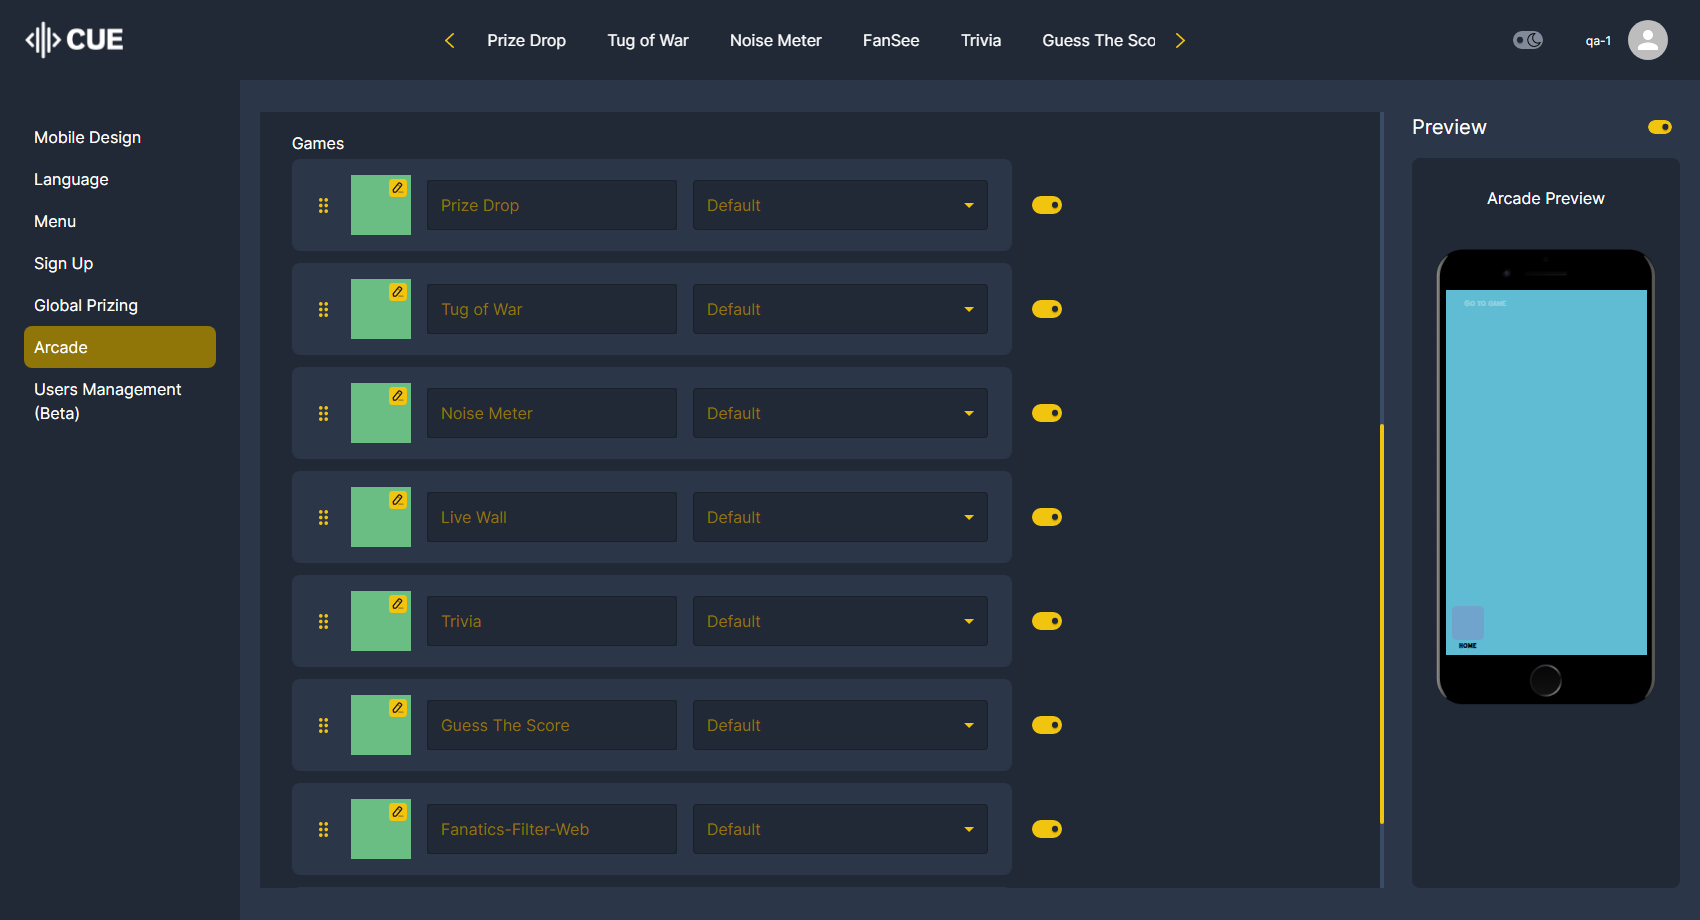 CUE
Prize Drop
Tug of War
Noise Meter
FanSee
Trivia
Guess The Sco
qa-1
Mobile Design
Language
Menu
Sign Up
Global Prizing
Arcade
Users Management
(Beta)
Games
Prize Drop
Default
Tug of War
Default
Noise Meter
Default
Live Wall
Default
Trivia
Default
Guess The Score
Default
Fanatics-Filter-Web
Default
Preview
Arcade Preview
GO TO GAME
HOME